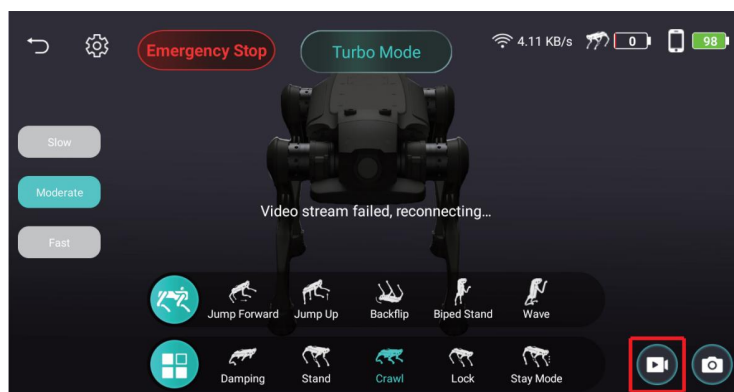 Emergency Stop
Turbo Mode
4.11 KB/s
0
98
Slow
Moderate
Fast
Video stream failed, reconnecting...
Jump Forward
Jump Up
Backflip
Biped Stand
Wave
Damping
Stand
Crawl
Lock
Stay Mode